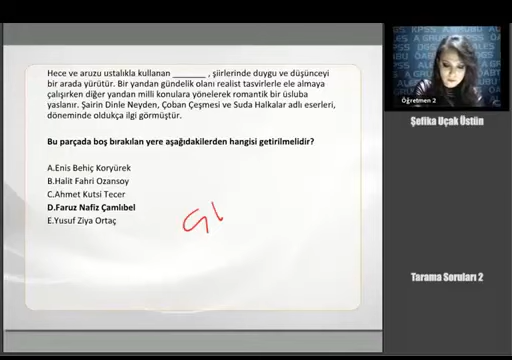 Hece ve aruzu ustalıkla kullanan _______ , şiirlerinde duygu ve düşünceyi
bir arada yürütür. Bir yandan gündelik olanı realist tasvirlerle ele almaya
çalışırken diğer yandan milli konulara yönelerek romantik bir üsluba
yaslanır. Şairin Dinle Neyden, Çoban Çeşmesi ve Suda Halkalar adlı eserleri,
döneminde oldukça ilgi görmüştür.
Bu parçada boş bırakılan yere aşağıdakilerden hangisi getirilmelidir?
A.Enis Behiç Koryürek
B.Halit Fahri Ozansoy
C.Ahmet Kutsi Tecer
D.Faruz Nafiz Çamlıbel
E.Yusuf Ziya Ortaç
Öğretmen 2
Şefika Uçak Üstün
Tarama Soruları 2